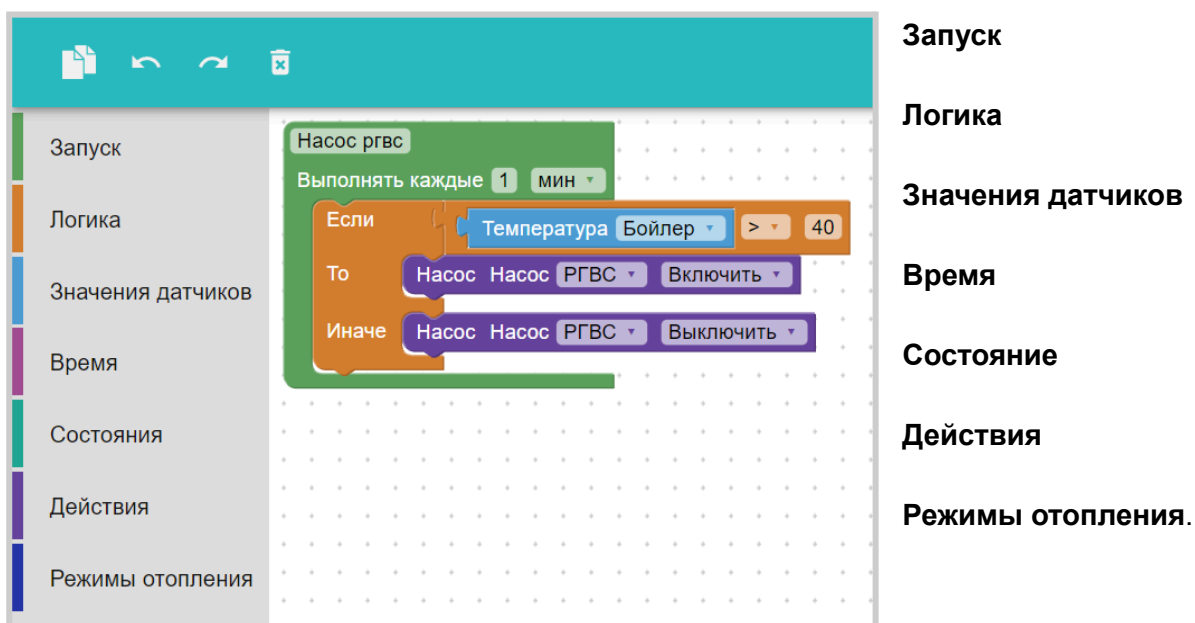 Запуск
Логика
Значения датчиков
Время
Состояния
Действия
Режимы отопления
Насос ргвс
Выполнять каждые 1 мин
Если Температура Бойлер > 40
То Насос Насос РГВС Включить
Иначе Насос Насос РГВС Выключить
Запуск
Логика
Значения датчиков
Время
Состояние
Действия
Режимы отопления.